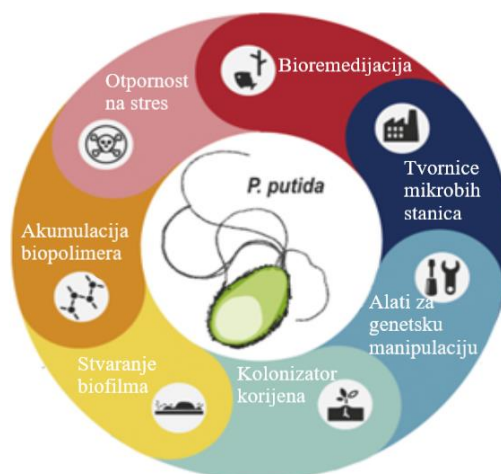 Bioremedijacija
Tvornice
mikrobih
stanica
Alati za
genetsku
manipulaciju
Kolonizator
korijena
Stvaranje
biofilma
Akumulacija
biopolimera
Otpornost
na stres
P. putida